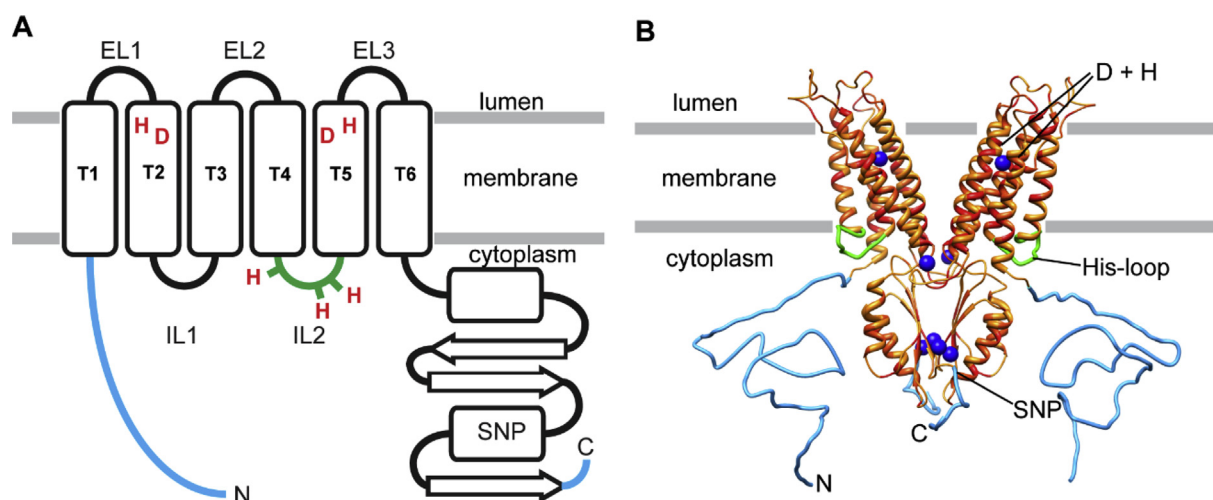 A
EL1 EL2 EL3
lumen
H D D H
T1 T2 T3 T4 T5 T6
membrane
cytoplasm
H H H
IL1 IL2
SNP
C
N
B
D + H
lumen
membrane
cytoplasm
His-loop
SNP
C
N